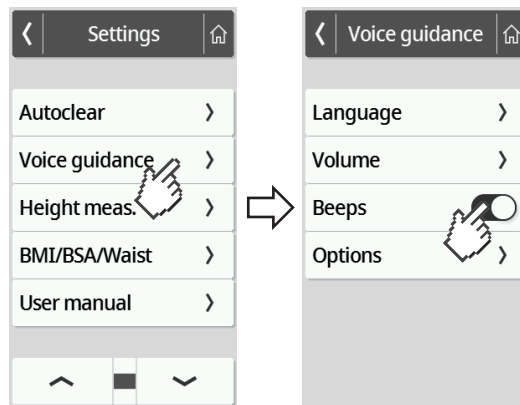 Settings
Autoclear
Voice guidance
Height meas.
BMI/BSA/Waist
User manual
Voice guidance
Language
Volume
Beeps
Options